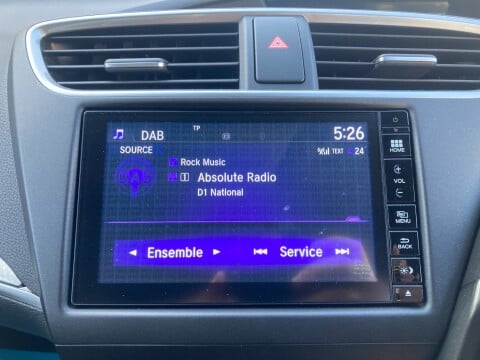 DAB
TP
5:26
SOURCE
TEXT
24
Rock Music
1 Absolute Radio
D1 National
Ensemble
Service
HOME
VOL
MENU
BACK